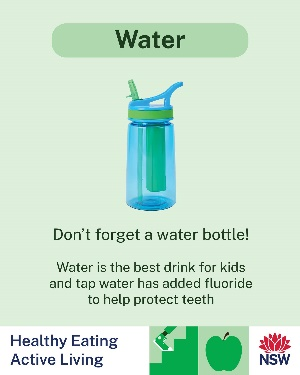 Water
Don't forget a water bottle!
Water is the best drink for kids
and tap water has added fluoride
to help protect teeth
Healthy Eating
Active Living
NSW